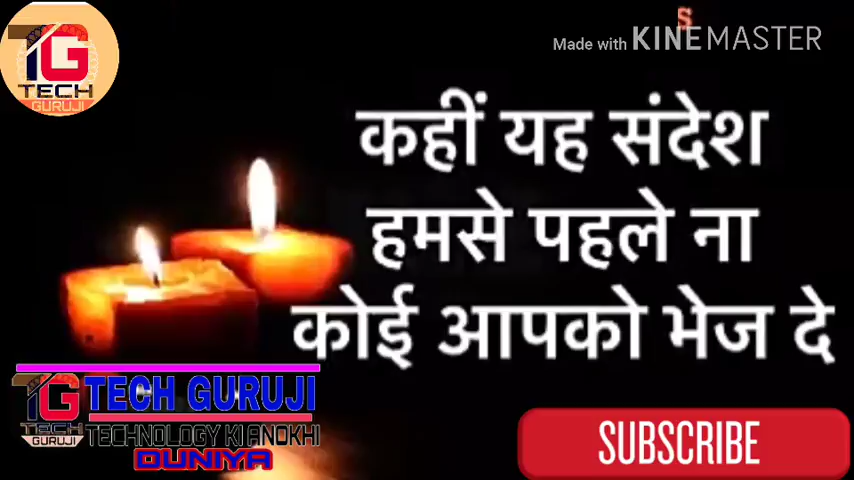 S
Made with KINEMASTER
TG
TECH
GURUJI
कहीं यह संदेश
हमसे पहले ना
कोई आपको भेज दे
TG
TECH
GURUJI
TECH GURUJI
TECHNOLOGY KI ANOKHI
DUNIYA
SUBSCRIBE